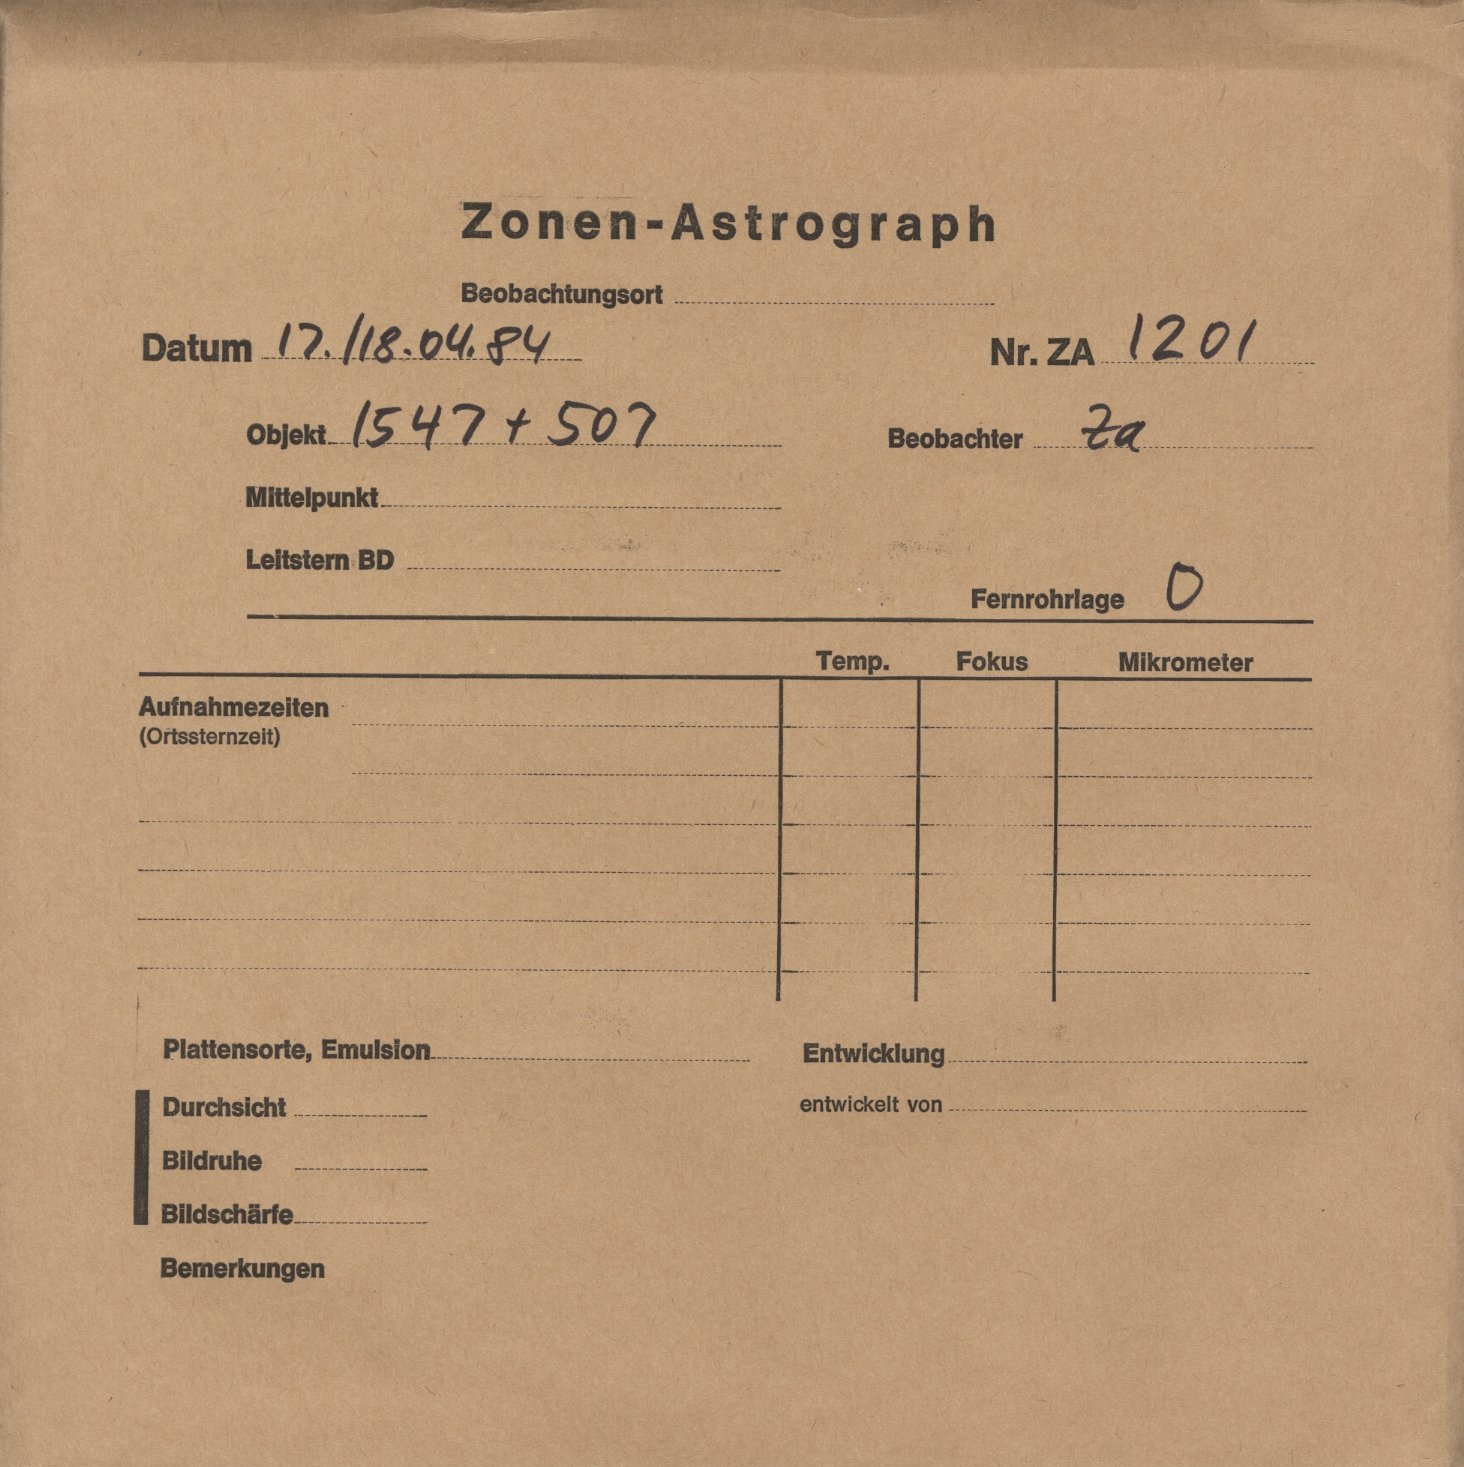 Zonen-Astrograph
Beobachtungsort
Datum 17./18.04.84 Nr. ZA 1201
Objekt 1547 + 507 Beobachter Za
Mittelpunkt
Leitstern BD
Fernrohrlage O
Temp. Fokus Mikrometer
Aufnahmezeiten
(Ortssternzeit)
Plattensorte, Emulsion Entwicklung
Durchsicht entwickelt von
Bildruhe
Bildschärfe
Bemerkungen